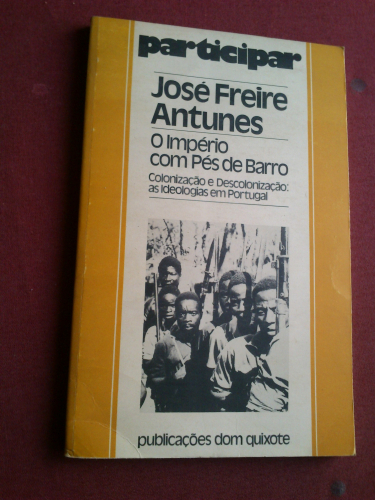 participar
José Freire
Antunes
O Império
com Pés de Barro
Colonização e Descolonização:
as ideologias em Portugal
publicações dom quixote